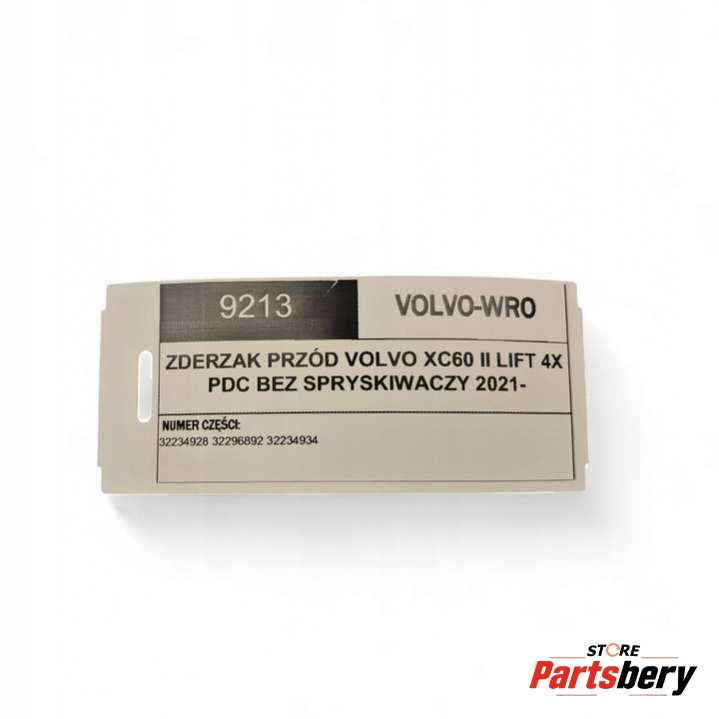 9213
VOLVO-WRO
ZDERZAK PRZÓD VOLVO XC60 II LIFT 4X
PDC BEZ SPRYSKIWACZY 2021-
NUMER CZĘŚCI:
32234928 32296892 32234934
STORE
Partsbery